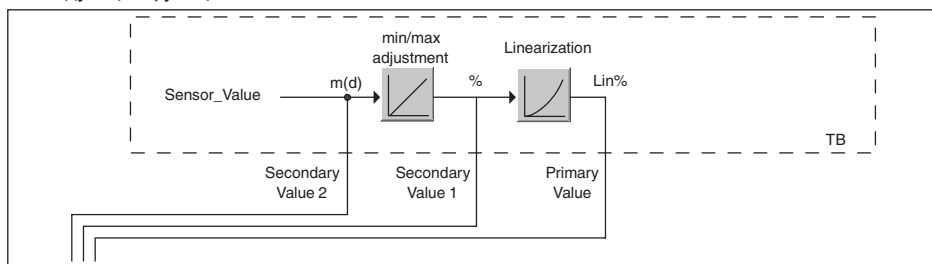 min/max
adjustment
Linearization
Sensor_Value
m(d)
%
Lin%
TB
Secondary
Value 2
Secondary
Value 1
Primary
Value